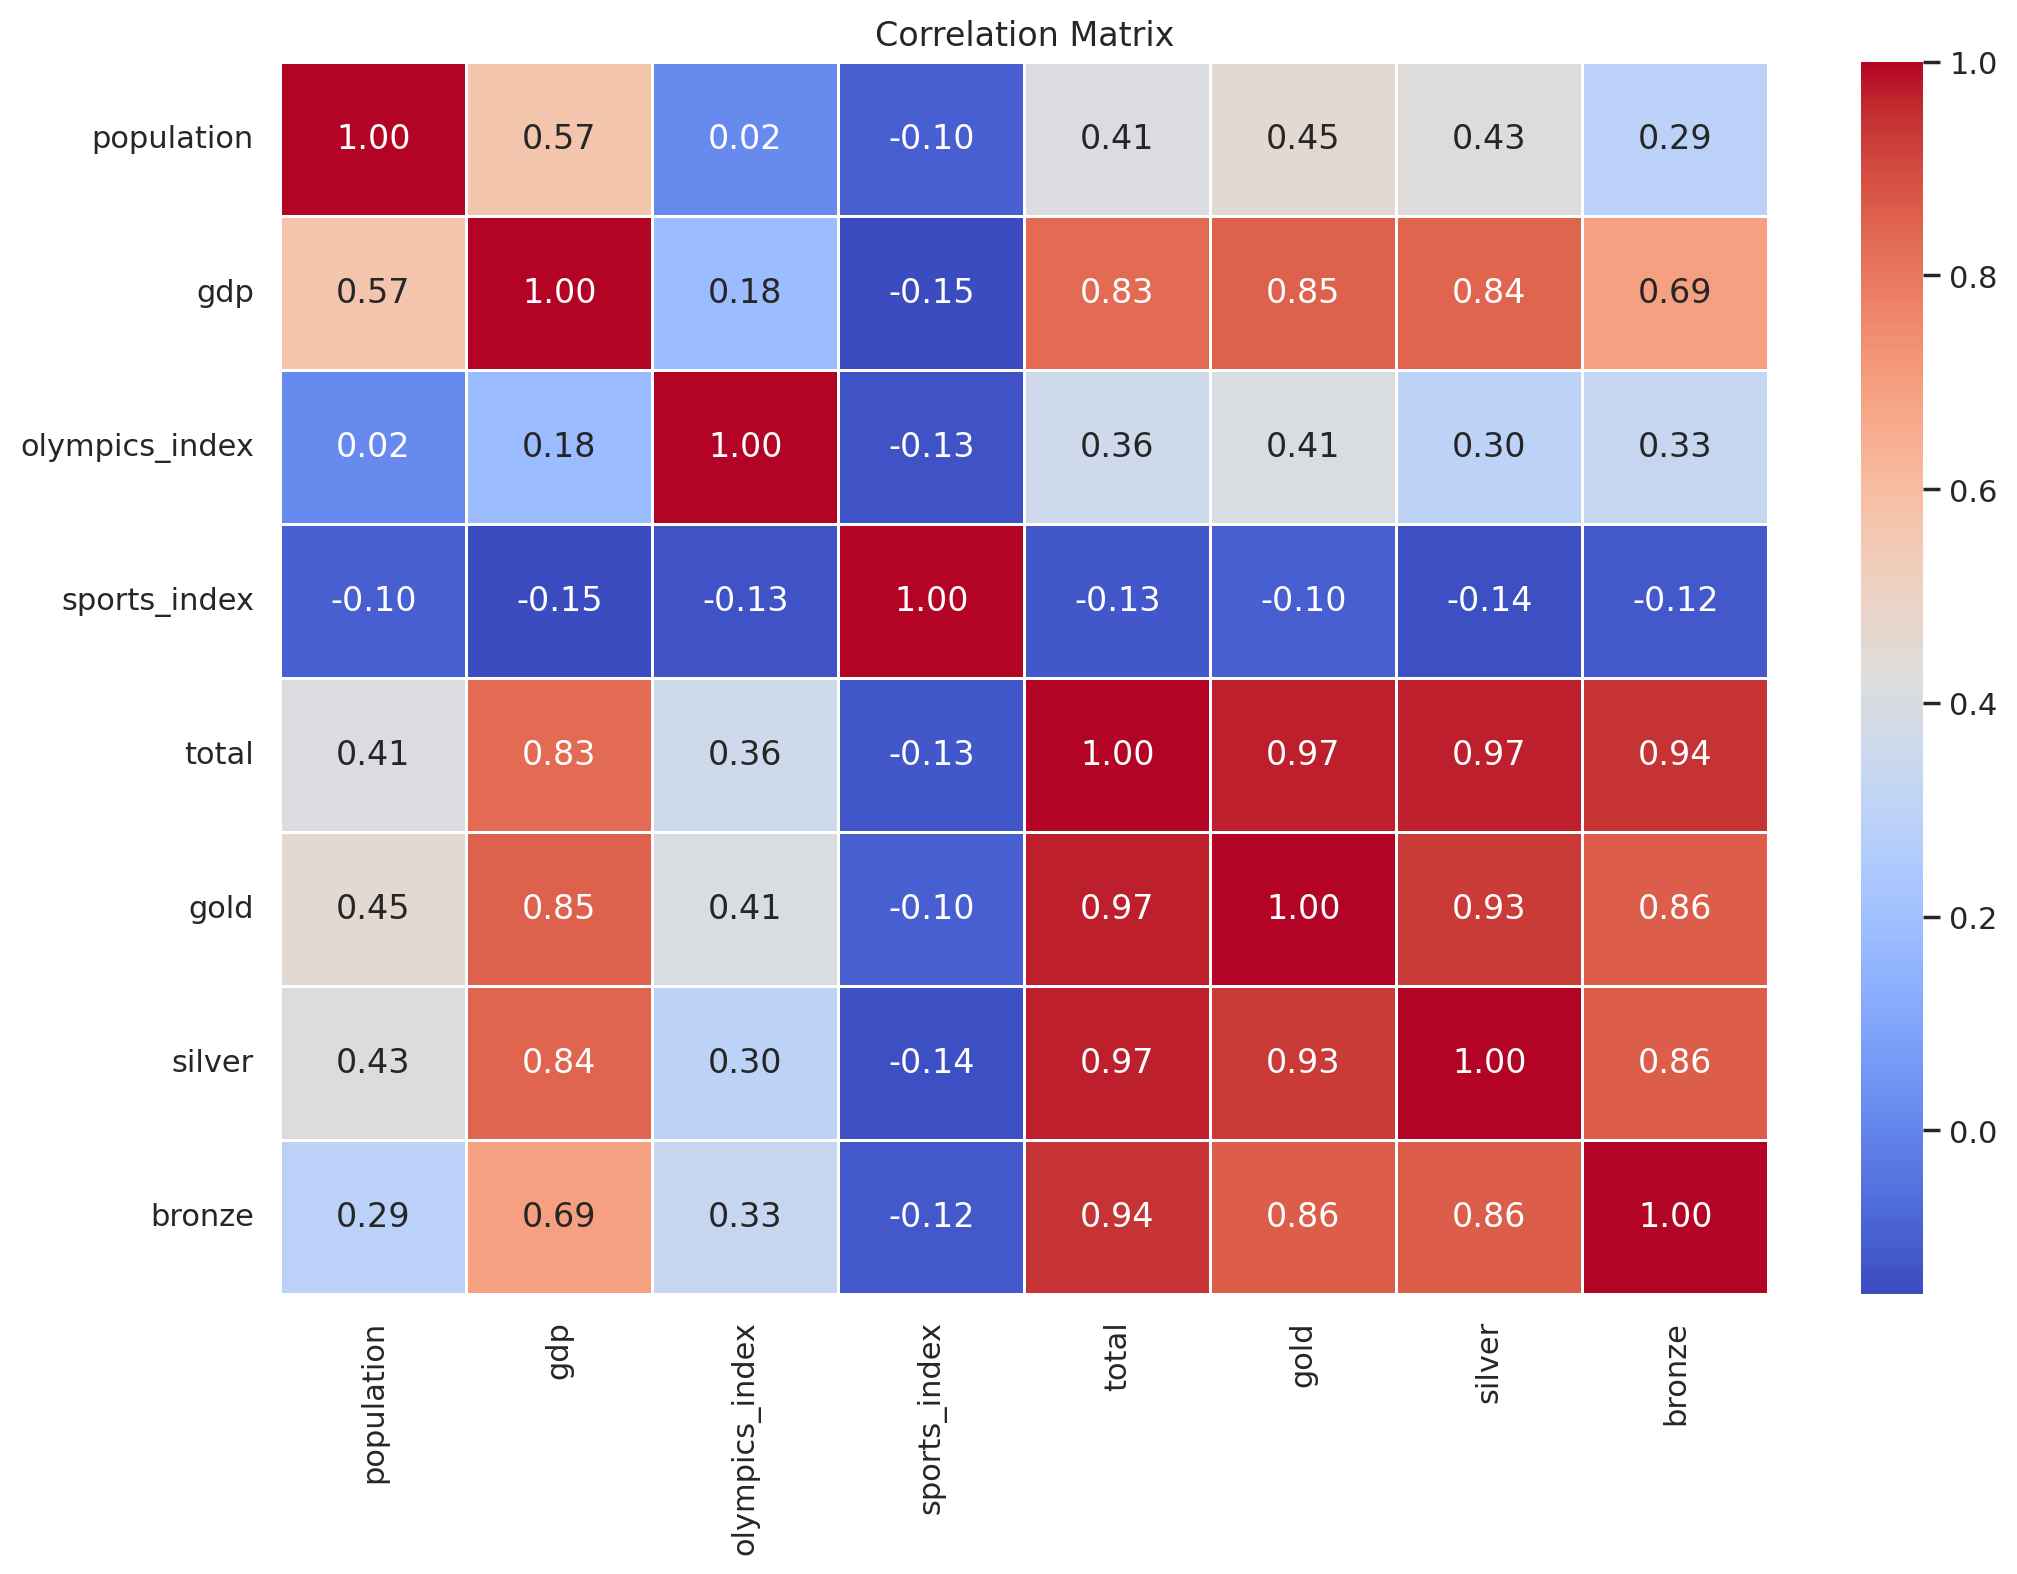 Correlation Matrix
population 1.00 0.57 0.02 -0.10 0.41 0.45 0.43 0.29
gdp 0.57 1.00 0.18 -0.15 0.83 0.85 0.84 0.69
olympics_index 0.02 0.18 1.00 -0.13 0.36 0.41 0.30 0.33
sports_index -0.10 -0.15 -0.13 1.00 -0.13 -0.10 -0.14 -0.12
total 0.41 0.83 0.36 -0.13 1.00 0.97 0.97 0.94
gold 0.45 0.85 0.41 -0.10 0.97 1.00 0.93 0.86
silver 0.43 0.84 0.30 -0.14 0.97 0.93 1.00 0.86
bronze 0.29 0.69 0.33 -0.12 0.94 0.86 0.86 1.00
population gdp olympics_index sports_index total gold silver bronze
1.0
0.8
0.6
0.4
0.2
0.0